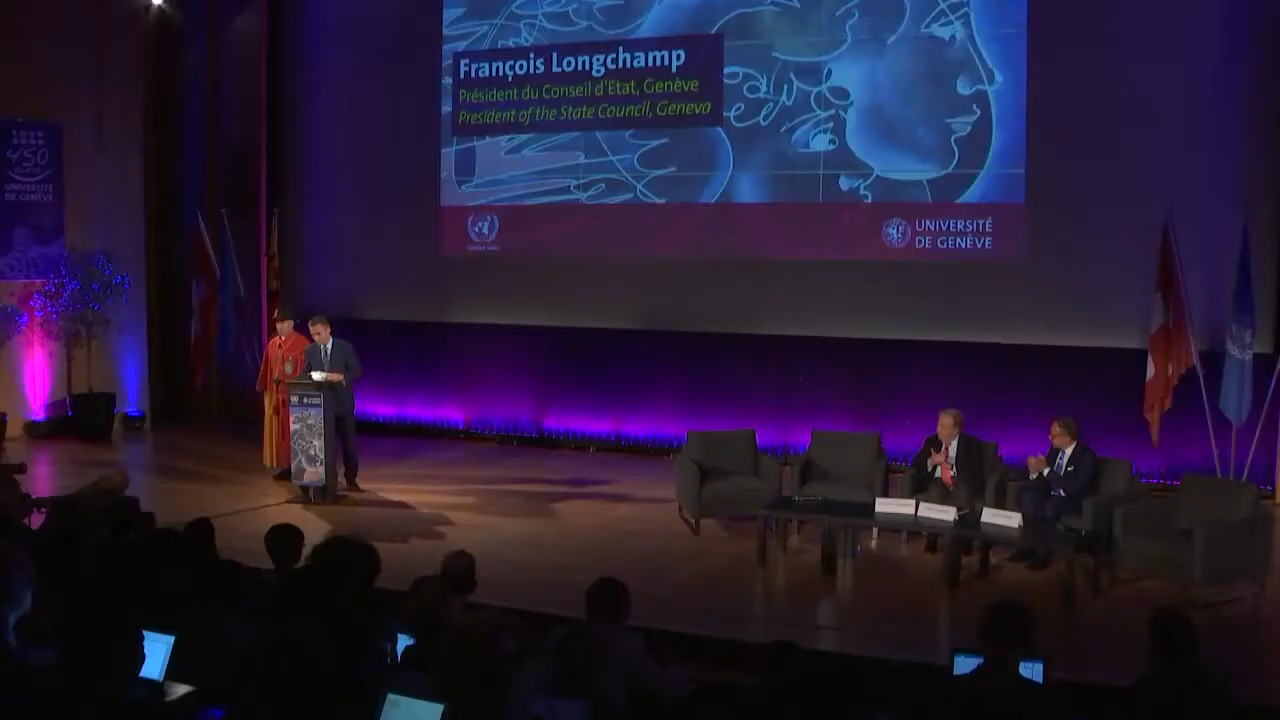 François Longchamp
Président du Conseil d'Etat, Genève
President of the State Council, Geneva
UNIVERSITÉ
DE GENÈVE
450
UNIVERSITÉ
DE GENÈVE